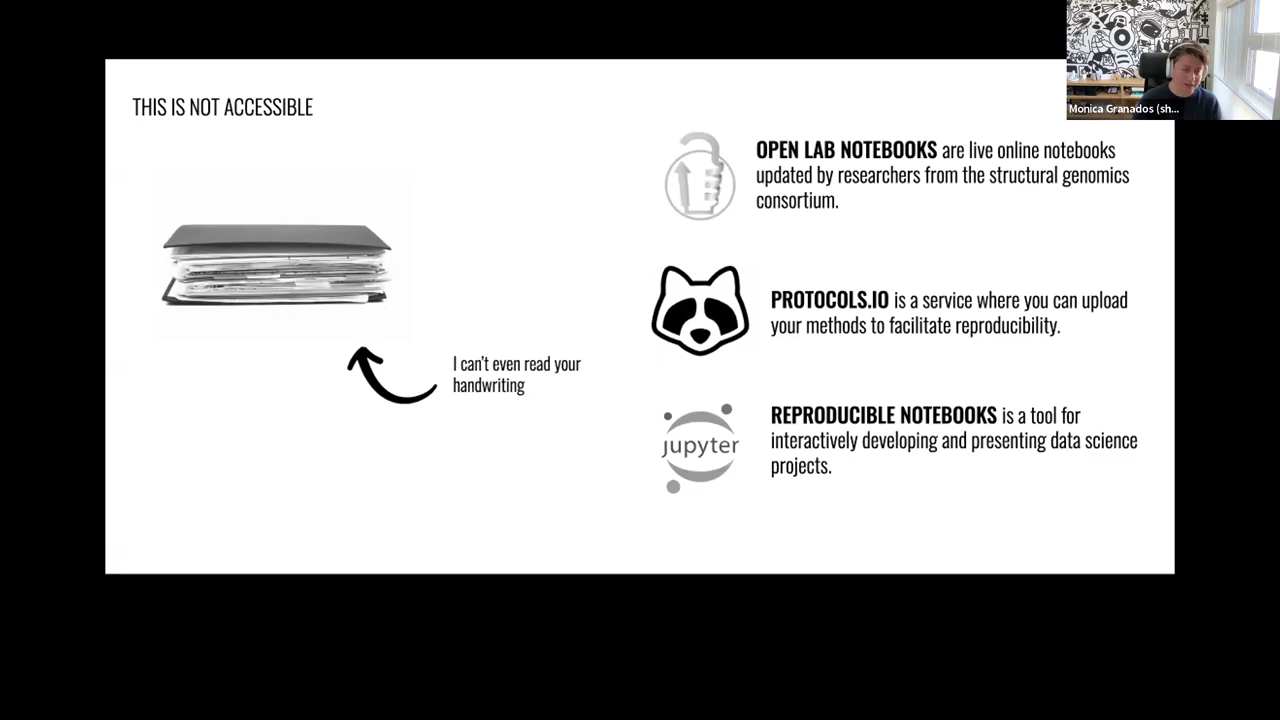 Monica Granados (sh...
THIS IS NOT ACCESSIBLE
I can't even read your
handwriting
OPEN LAB NOTEBOOKS are live online notebooks
updated by researchers from the structural genomics
consortium.
PROTOCOLS.IO is a service where you can upload
your methods to facilitate reproducibility.
jupyter
REPRODUCIBLE NOTEBOOKS is a tool for
interactively developing and presenting data science
projects.